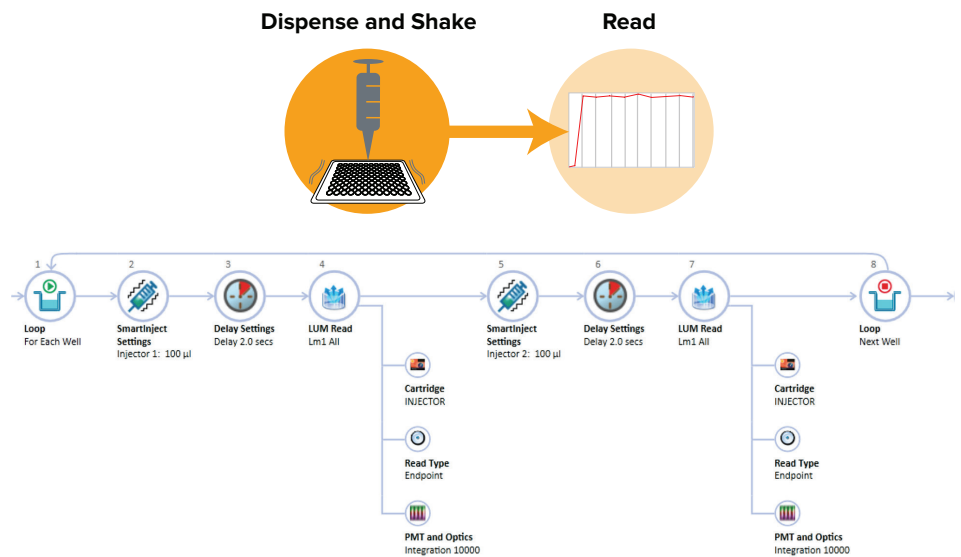 Dispense and Shake
Read
1
2
3
4
5
6
7
8
Loop
For Each Well
SmartInject
Settings
Injector 1: 100 µl
Delay Settings
Delay 2.0 secs
LUM Read
Lm1 All
SmartInject
Settings
Injector 2: 100 µl
Delay Settings
Delay 2.0 secs
LUM Read
Lm1 All
Loop
Next Well
Cartridge
INJECTOR
Read Type
Endpoint
PMT and Optics
Integration 10000
Cartridge
INJECTOR
Read Type
Endpoint
PMT and Optics
Integration 10000